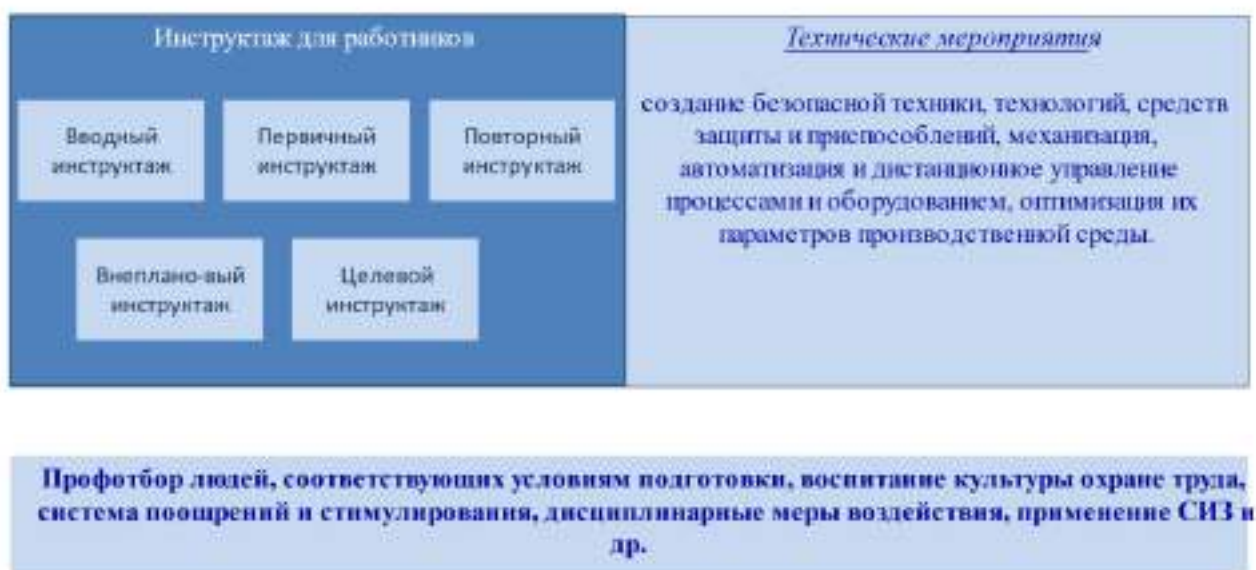 Инструктаж для работников
Вводный
инструктаж
Первичный
инструктаж
Повторный
инструктаж
Внеплано-вый
инструктаж
Целевой
инструктаж
Технические мероприятия
создание безопасной техники, технологий, средств
защиты и приспособлений, механизация,
автоматизация и дистанционное управление
процессами и оборудованием, оптимизация их
параметров производственной среды.
Профотбор людей, соответствующих условиям подготовки, воспитание культуры охране труда,
система поощрений и стимулирования, дисциплинарные меры воздействия, применение СИЗ и
др.